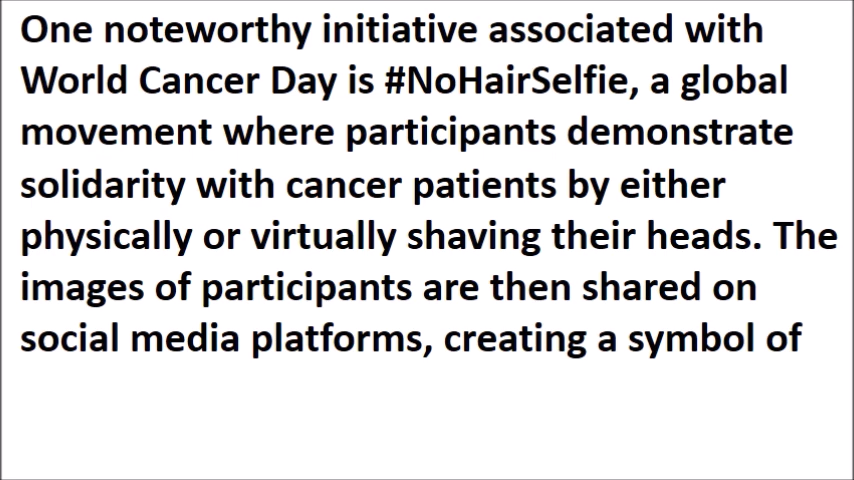 One noteworthy initiative associated with
World Cancer Day is #NoHairSelfie, a global
movement where participants demonstrate
solidarity with cancer patients by either
physically or virtually shaving their heads. The
images of participants are then shared on
social media platforms, creating a symbol of